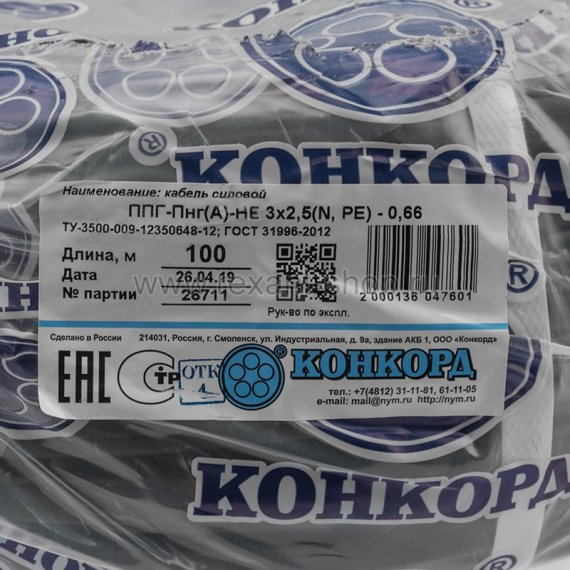 КОНКОРД
Наименование: кабель силовой
ППГ-Пнг(А)-НЕ 3х2,5(N, PE) - 0,66
ТУ-3500-009-12350648-12; ГОСТ 31996-2012
Длина, м 100
Дата 26.04.19
№ партии 26711
Рук-во по экспл.
2 000136 047601
Сделано в России
214031, Россия, г. Смоленск, ул. Индустриальная, д. 9а, здание АКБ 1, ООО «Конкорд»
ЕАС
ОТК
4
® КОНКОРД
тел.: +7(4812) 31-11-81, 61-11-05
e-mail: mail@nym.ru http://nym.ru
КОНКОРД